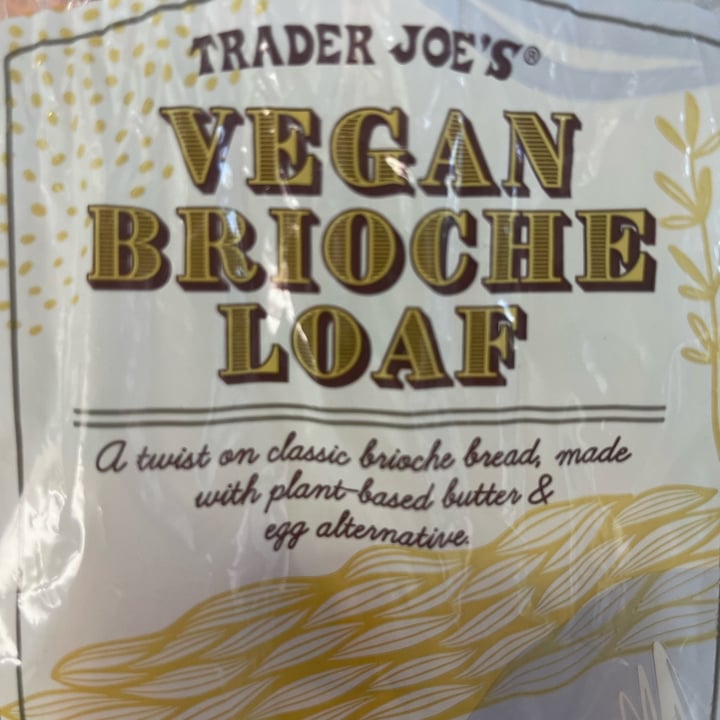 TRADER JOE'S®
VEGAN
BRIOCHE
LOAF
A twist on classic brioche bread, made
with plant-based butter &
egg alternative.